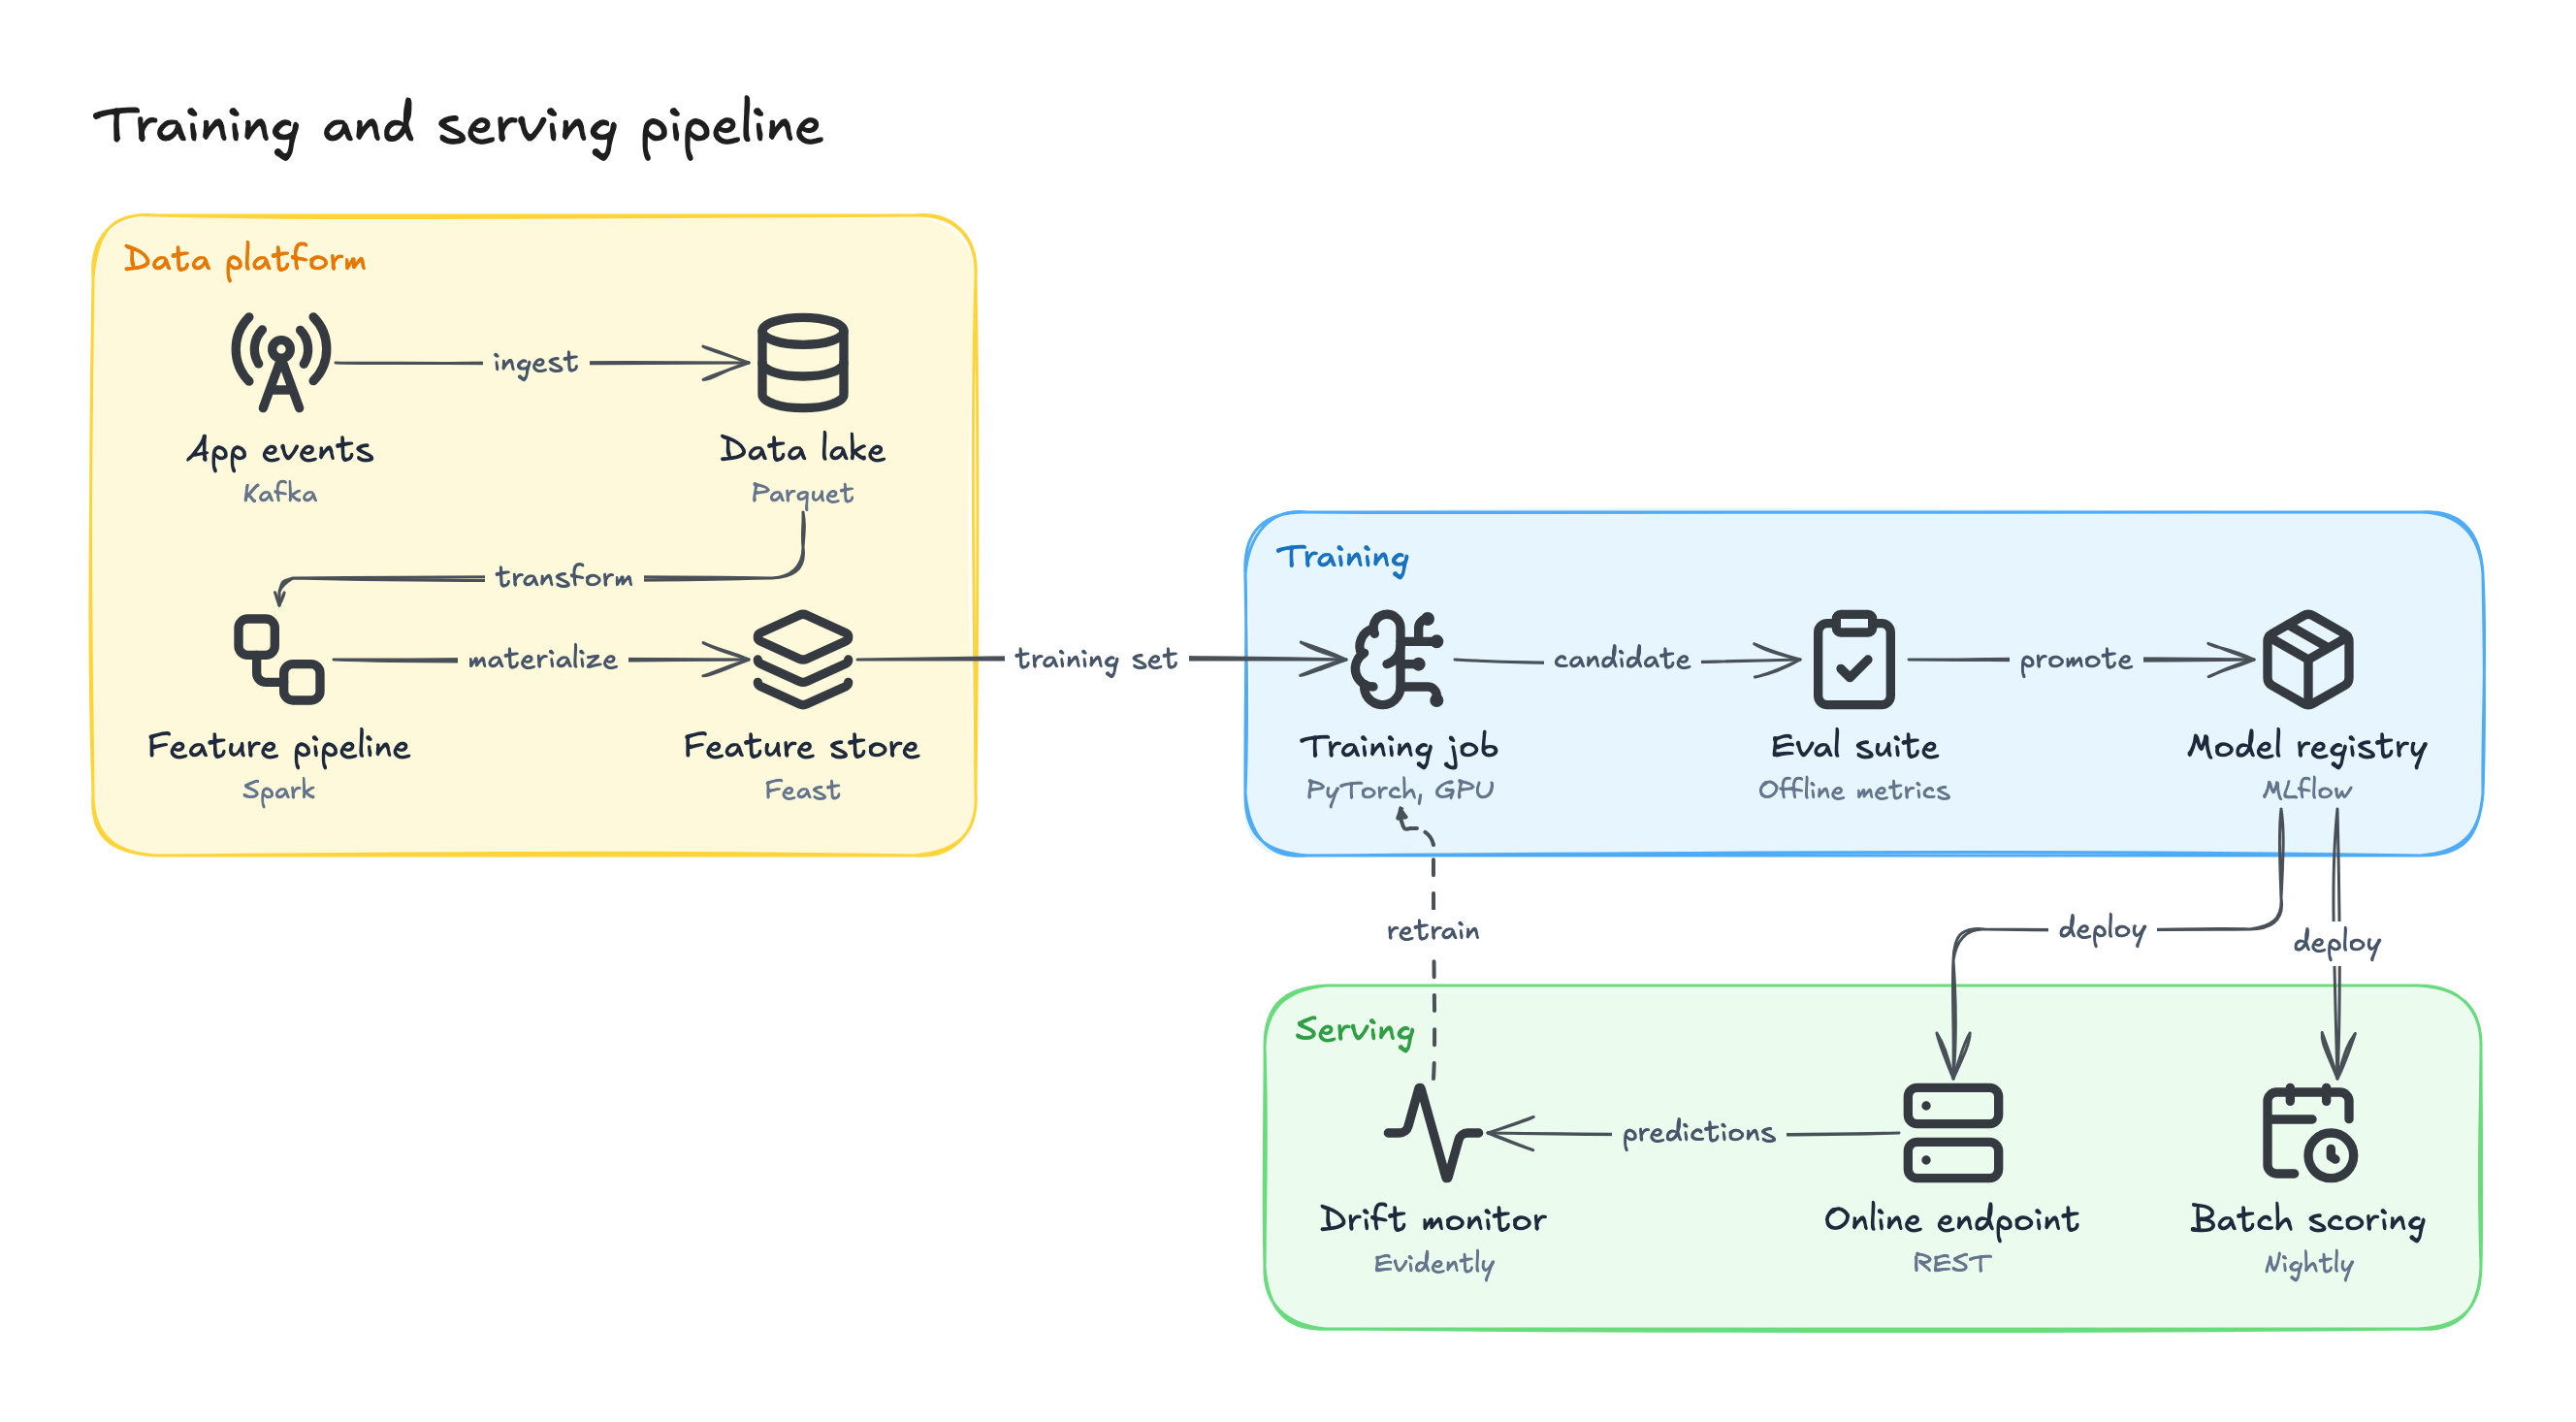 Training and serving pipeline
Data platform
ingest
App events
Kafka
Data lake
Parquet
transform
materialize
Feature pipeline
Spark
Feature store
Feast
training set
Training
candidate
promote
Training job
PyTorch, GPU
Eval suite
Offline metrics
Model registry
MLflow
retrain
deploy
deploy
Serving
predictions
Drift monitor
Evidently
Online endpoint
REST
Batch scoring
Nightly